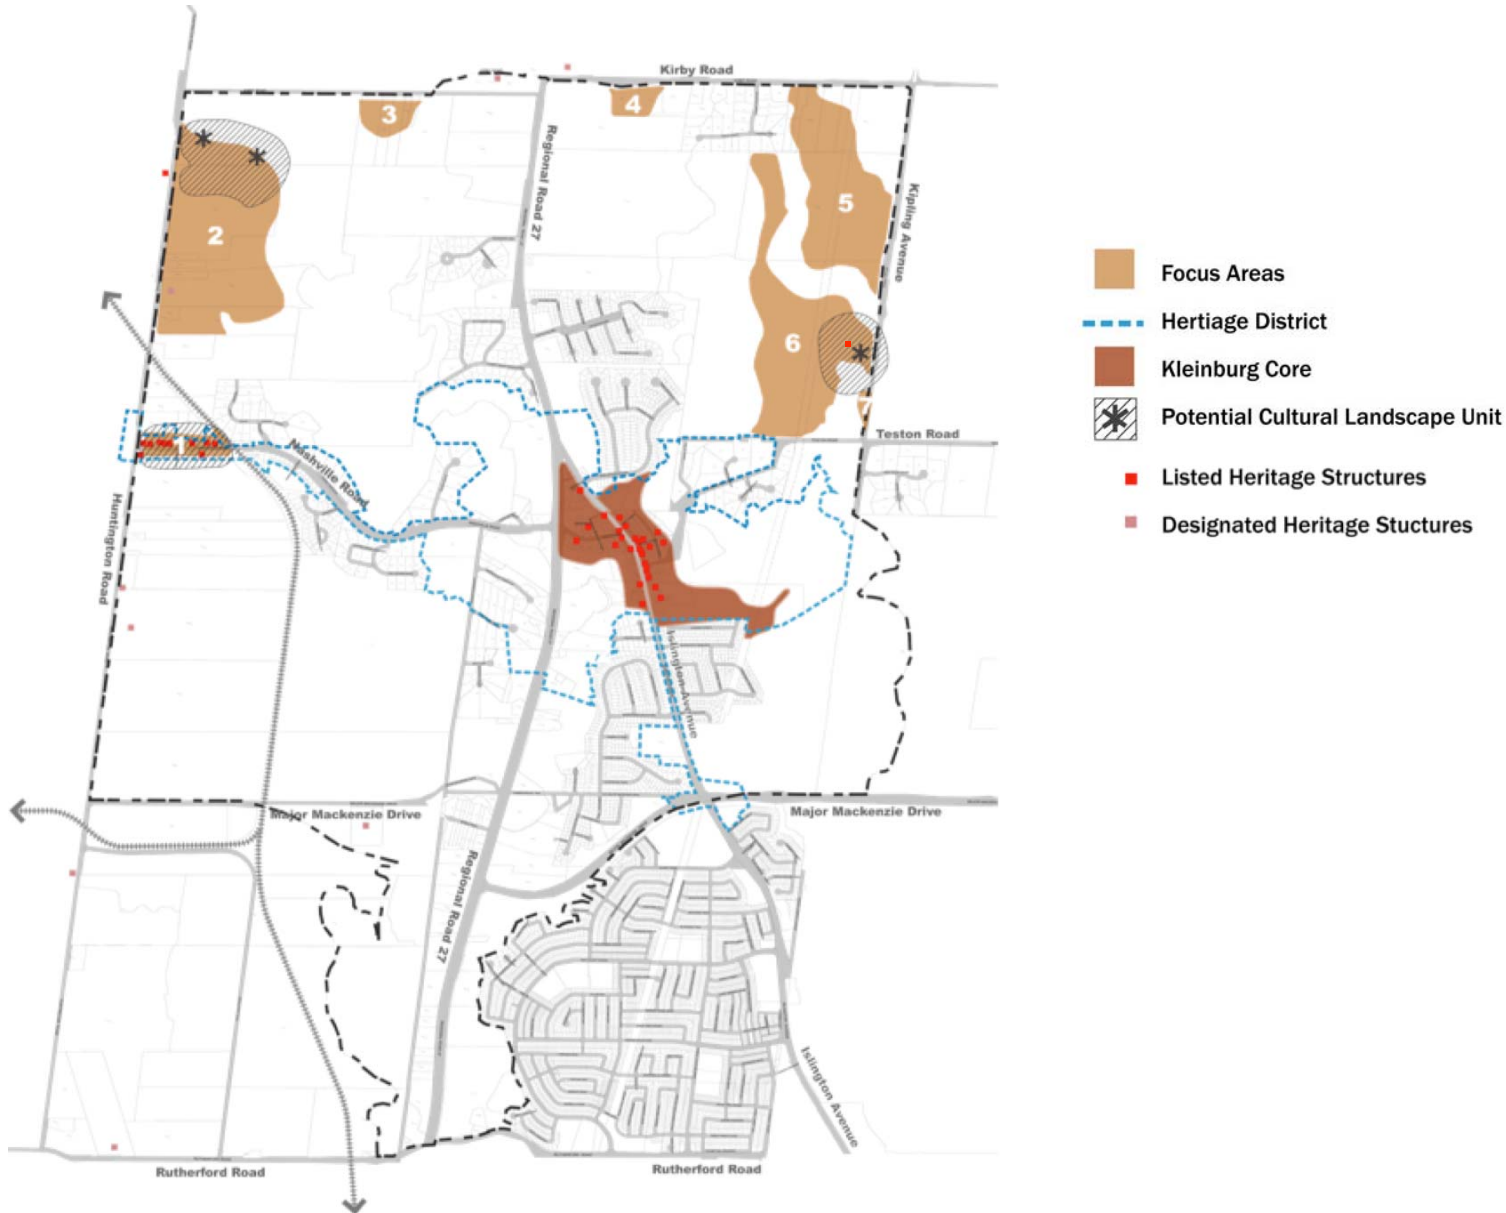 Kirby Road
3
4
Regional Road 27
5
Kipling Avenue
2
6
7
Teston Road
1
Nashville Road
Huntington Road
Islington Avenue
Major Mackenzie Drive
Major Mackenzie Drive
Regional Road 27
Islington Avenue
Rutherford Road
Rutherford Road
Focus Areas
Hertiage District
Kleinburg Core
Potential Cultural Landscape Unit
Listed Heritage Structures
Designated Heritage Stuctures